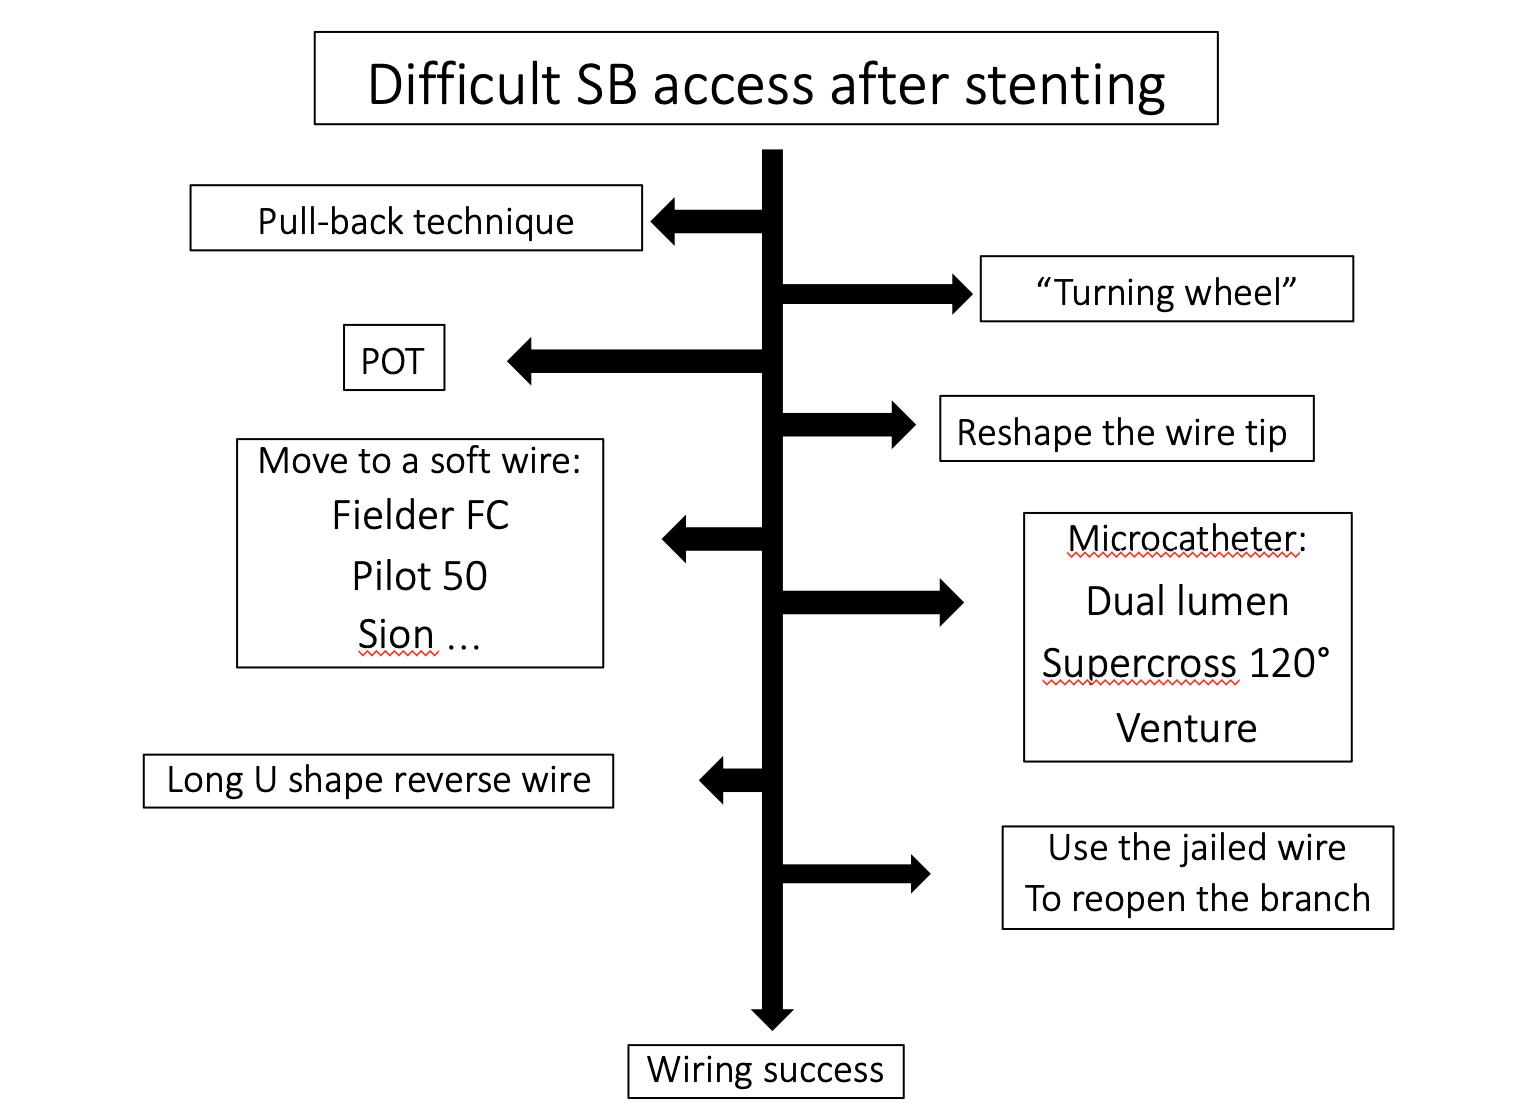 Difficult SB access after stenting
Pull-back technique
“Turning wheel”
POT
Reshape the wire tip
Move to a soft wire:
Fielder FC
Pilot 50
Sion …
Microcatheter:
Dual lumen
Supercross 120°
Venture
Long U shape reverse wire
Use the jailed wire
To reopen the branch
Wiring success